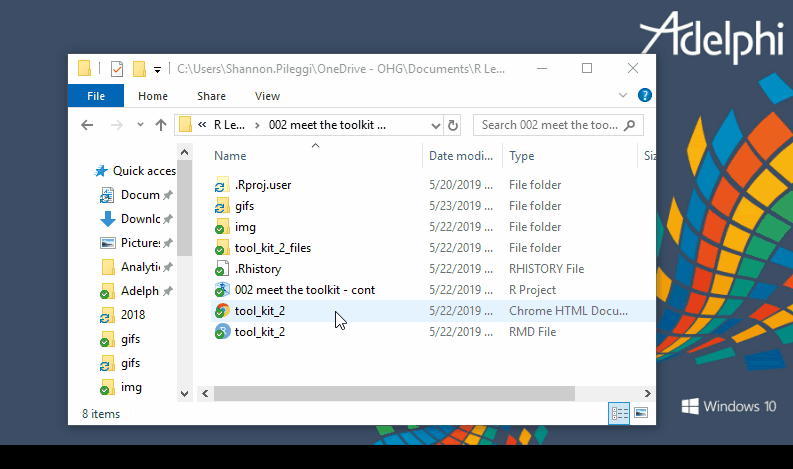 Adelphi
C:\Users\Shannon.Pileggi\OneDrive - OHG\Documents\R Le...
File Home Share View
« R Le... > 002 meet the toolkit ...
Search 002 meet the too...
Name Date modi... Type Siz
Quick acces
Docum
Downlo
Pictures
Analytic
Adelph
2018
gifs
gifs
img
.Rproj.user 5/20/2019 ... File folder
gifs 5/23/2019 ... File folder
img 5/22/2019 ... File folder
tool_kit_2_files 5/22/2019 ... File folder
.Rhistory 5/22/2019 ... RHISTORY File
002 meet the toolkit - cont 5/22/2019 ... R Project
tool_kit_2 5/22/2019 ... Chrome HTML Docu...
tool_kit_2 5/22/2019 ... RMD File
8 items
Windows 10